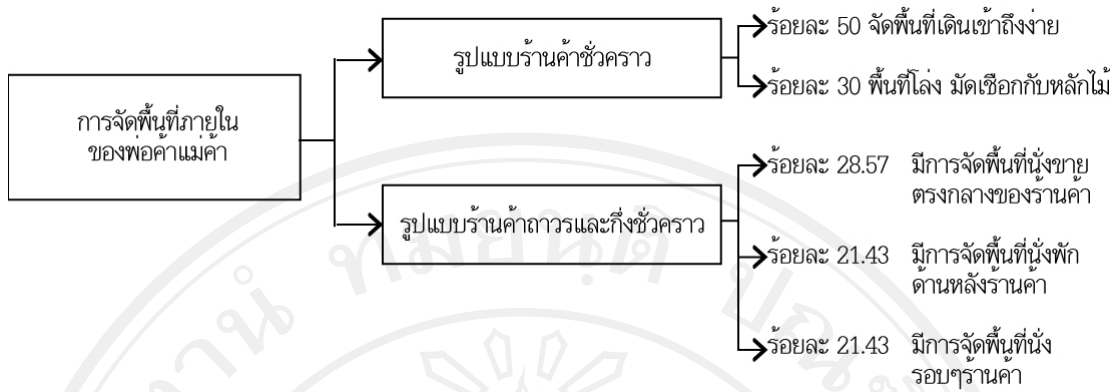 การจัดพื้นที่ภายใน
ของพ่อค้าแม่ค้า
รูปแบบร้านค้าชั่วคราว
ร้อยละ 50 จัดพื้นที่เดินเข้าถึงง่าย
ร้อยละ 30 พื้นที่โล่ง มัดเชือกกับหลักไม้
รูปแบบร้านค้าถาวรและกึ่งชั่วคราว
ร้อยละ 28.57 มีการจัดพื้นที่นั่งขาย
ตรงกลางของร้านค้า
ร้อยละ 21.43 มีการจัดพื้นที่นั่งพัก
ด้านหลังร้านค้า
ร้อยละ 21.43 มีการจัดพื้นที่นั่ง
รอบๆร้านค้า